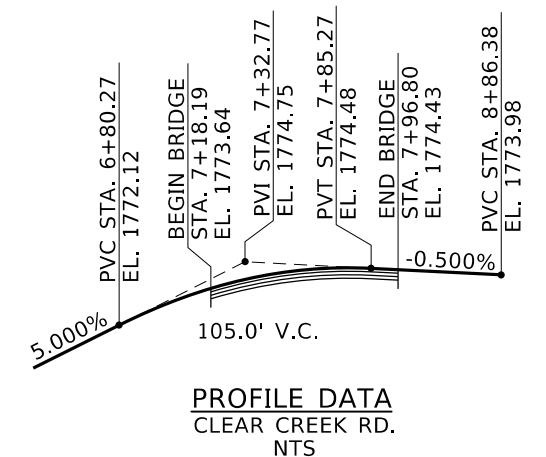 PVC STA. 6+80.27
EL. 1772.12
BEGIN BRIDGE
STA. 7+18.19
EL. 1773.64
PVI STA. 7+32.77
EL. 1774.75
PVT STA. 7+85.27
EL. 1774.48
END BRIDGE
STA. 7+96.80
EL. 1774.43
PVC STA. 8+86.38
EL. 1773.98
5.000%
-0.500%
105.0' V.C.
PROFILE DATA
CLEAR CREEK RD.
NTS